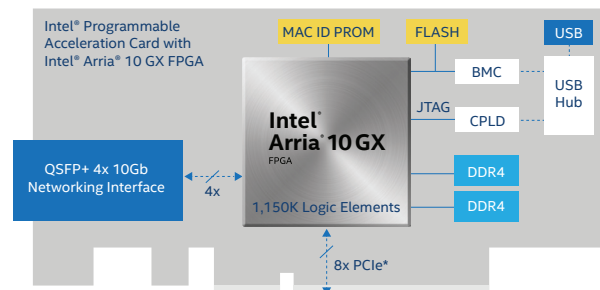 Intel® Programmable
Acceleration Card with
Intel® Arria® 10 GX FPGA
MAC ID PROM
FLASH
USB
BMC
USB
Hub
JTAG
CPLD
Intel®
Arria® 10 GX
FPGA
1,150K Logic Elements
QSFP+ 4x 10Gb
Networking Interface
4x
DDR4
DDR4
8x PCIe*